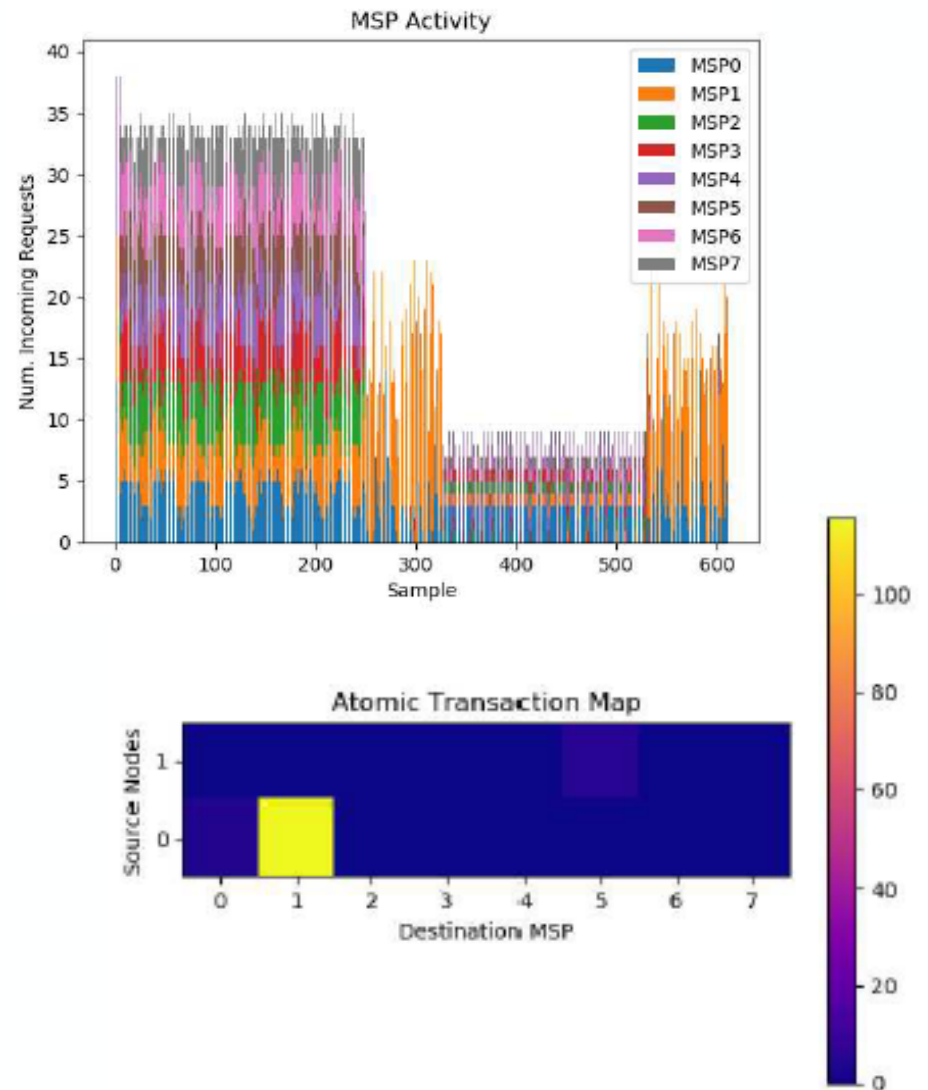 MSP Activity
40
35
30
25
20
15
10
5
0
Num. Incoming Requests
MSP0
MSP1
MSP2
MSP3
MSP4
MSP5
MSP6
MSP7
0 100 200 300 400 500 600
Sample
Atomic Transaction Map
Source Nodes
1
0
0 1 2 3 4 5 6 7
Destination MSP
100
80
60
40
20
0